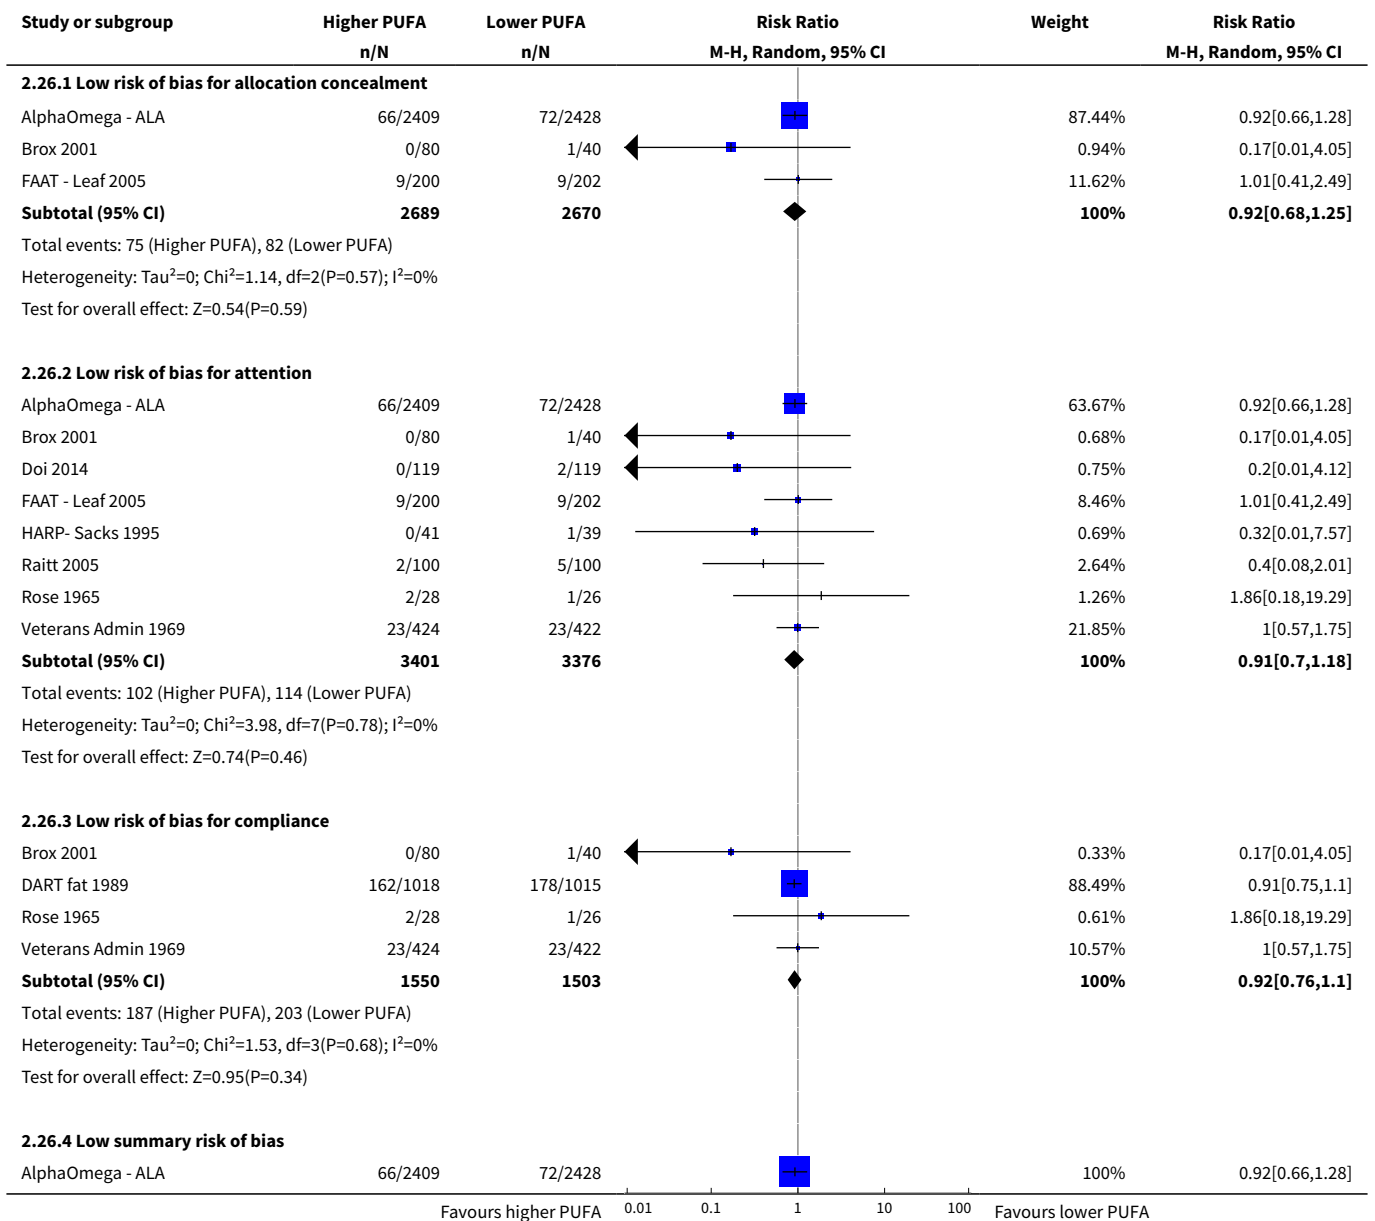 Study or subgroup Higher PUFA Lower PUFA Risk Ratio Weight Risk Ratio
n/N n/N M-H, Random, 95% CI M-H, Random, 95% CI
2.26.1 Low risk of bias for allocation concealment
AlphaOmega - ALA 66/2409 72/2428 87.44% 0.92[0.66,1.28]
Brox 2001 0/80 1/40 0.94% 0.17[0.01,4.05]
FAAT - Leaf 2005 9/200 9/202 11.62% 1.01[0.41,2.49]
Subtotal (95% CI) 2689 2670 100% 0.92[0.68,1.25]
Total events: 75 (Higher PUFA), 82 (Lower PUFA)
Heterogeneity: Tau²=0; Chi²=1.14, df=2(P=0.57); I²=0%
Test for overall effect: Z=0.54(P=0.59)
2.26.2 Low risk of bias for attention
AlphaOmega - ALA 66/2409 72/2428 63.67% 0.92[0.66,1.28]
Brox 2001 0/80 1/40 0.68% 0.17[0.01,4.05]
Doi 2014 0/119 2/119 0.75% 0.2[0.01,4.12]
FAAT - Leaf 2005 9/200 9/202 8.46% 1.01[0.41,2.49]
HARP- Sacks 1995 0/41 1/39 0.69% 0.32[0.01,7.57]
Raitt 2005 2/100 5/100 2.64% 0.4[0.08,2.01]
Rose 1965 2/28 1/26 1.26% 1.86[0.18,19.29]
Veterans Admin 1969 23/424 23/422 21.85% 1[0.57,1.75]
Subtotal (95% CI) 3401 3376 100% 0.91[0.7,1.18]
Total events: 102 (Higher PUFA), 114 (Lower PUFA)
Heterogeneity: Tau²=0; Chi²=3.98, df=7(P=0.78); I²=0%
Test for overall effect: Z=0.74(P=0.46)
2.26.3 Low risk of bias for compliance
Brox 2001 0/80 1/40 0.33% 0.17[0.01,4.05]
DART fat 1989 162/1018 178/1015 88.49% 0.91[0.75,1.1]
Rose 1965 2/28 1/26 0.61% 1.86[0.18,19.29]
Veterans Admin 1969 23/424 23/422 10.57% 1[0.57,1.75]
Subtotal (95% CI) 1550 1503 100% 0.92[0.76,1.1]
Total events: 187 (Higher PUFA), 203 (Lower PUFA)
Heterogeneity: Tau²=0; Chi²=1.53, df=3(P=0.68); I²=0%
Test for overall effect: Z=0.95(P=0.34)
2.26.4 Low summary risk of bias
AlphaOmega - ALA 66/2409 72/2428 100% 0.92[0.66,1.28]
Favours higher PUFA 0.01 0.1 1 10 100 Favours lower PUFA